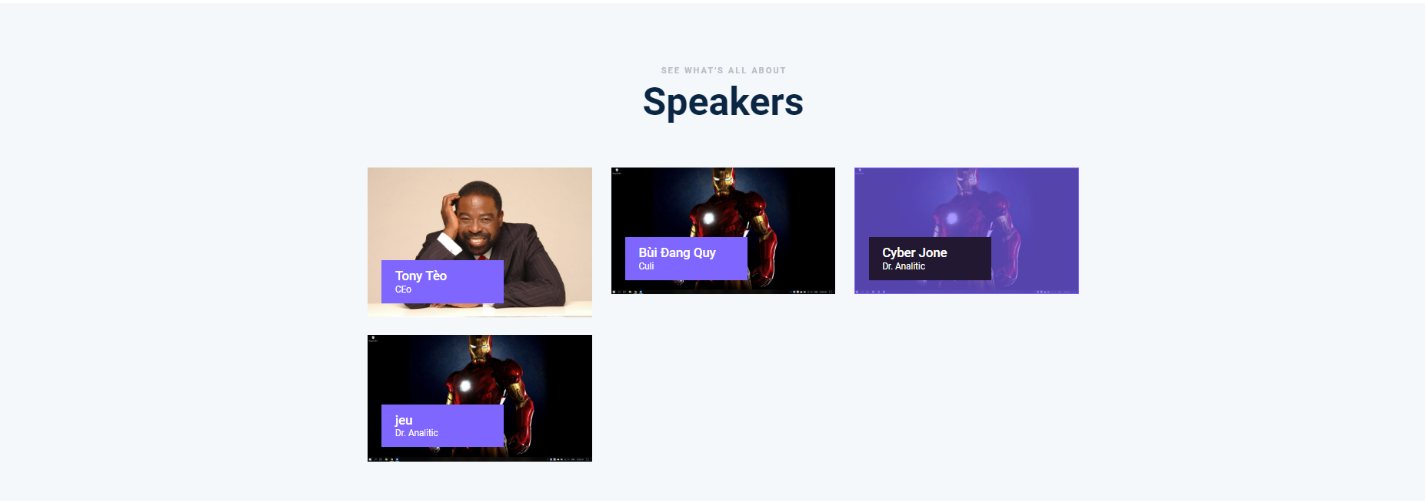 SEE WHAT'S ALL ABOUT
Speakers
Tony Tèo
CEo
Bùi Đang Quy
Culi
Cyber Jone
Dr. Analitic
jeu
Dr. Analitic